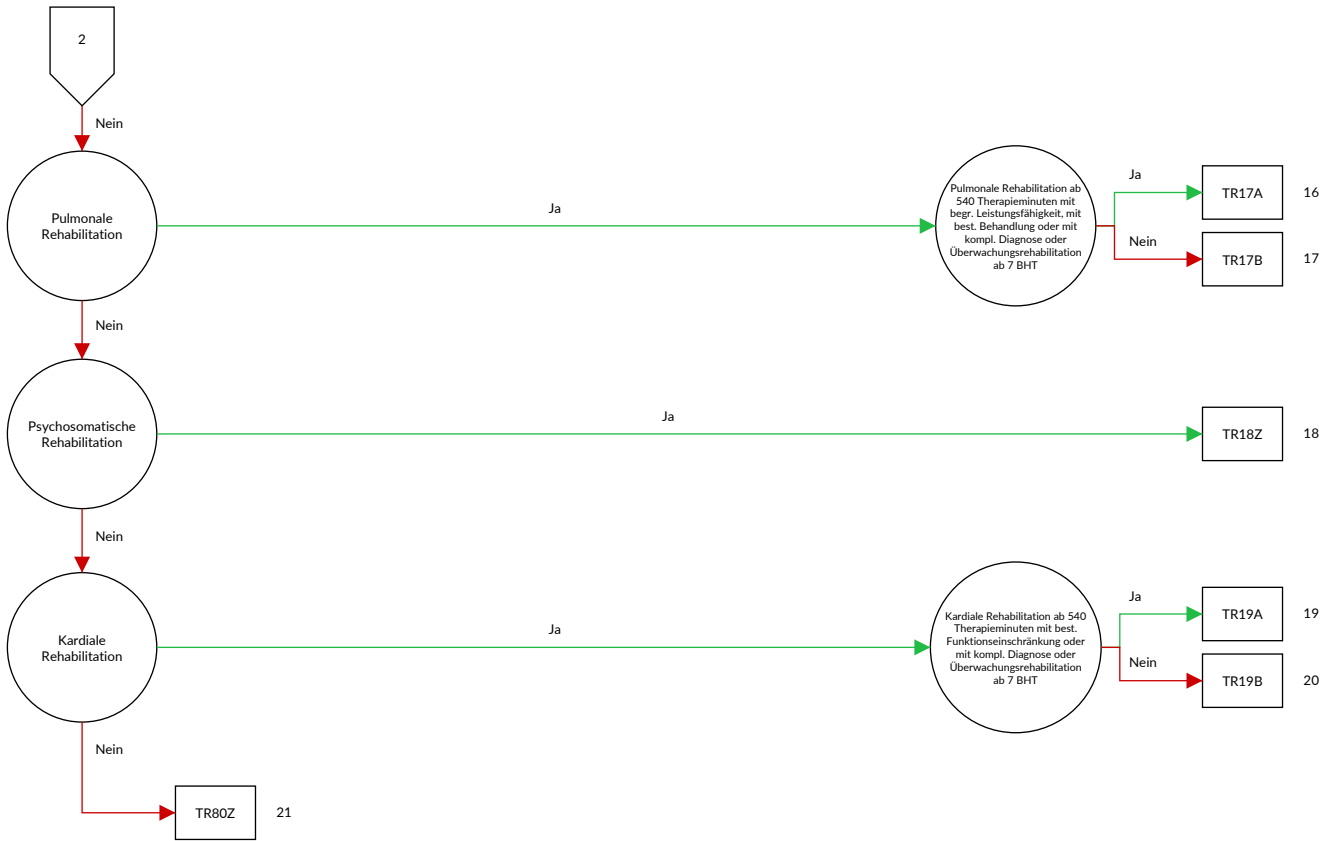 2
Nein
Pulmonale
Rehabilitation
Ja
Pulmonale Rehabilitation ab
540 Therapieminuten mit
begr. Leistungsfähigkeit, mit
best. Behandlung oder mit
kompl. Diagnose oder
Überwachungsrehabilitation
ab 7 BHT
Ja
TR17A
16
Nein
TR17B
17
Nein
Psychosomatische
Rehabilitation
Ja
TR18Z
18
Nein
Kardiale
Rehabilitation
Ja
Kardiale Rehabilitation ab 540
Therapieminuten mit best.
Funktionseinschränkung oder
mit kompl. Diagnose oder
Überwachungsrehabilitation
ab 7 BHT
Ja
TR19A
19
Nein
TR19B
20
Nein
TR80Z
21